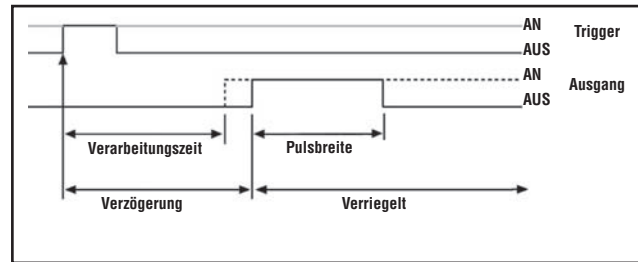 AN
Trigger
AUS
AN
Ausgang
AUS
Verarbeitungszeit
Pulsbreite
Verzögerung
Verriegelt